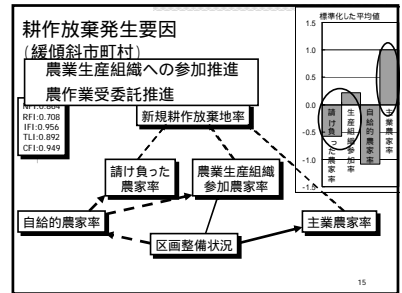 耕作放棄発生要因
(緩傾斜市町村)
農業生産組織への参加推進
農作業受委託推進
RFI:0.708
IFI:0.956
TLI:0.892
CFI:0.949
新規耕作放棄地率
請け負った
農家率
農業生産組織
参加農家率
自給的農家率
区画整備状況
主業農家率
標準化した平均値
1.5
1.0
0.5
0.0
-0.5
-1.0
-1.5
請け負った農家率
生産組織参加率
自給的農家率
主業農家率
15